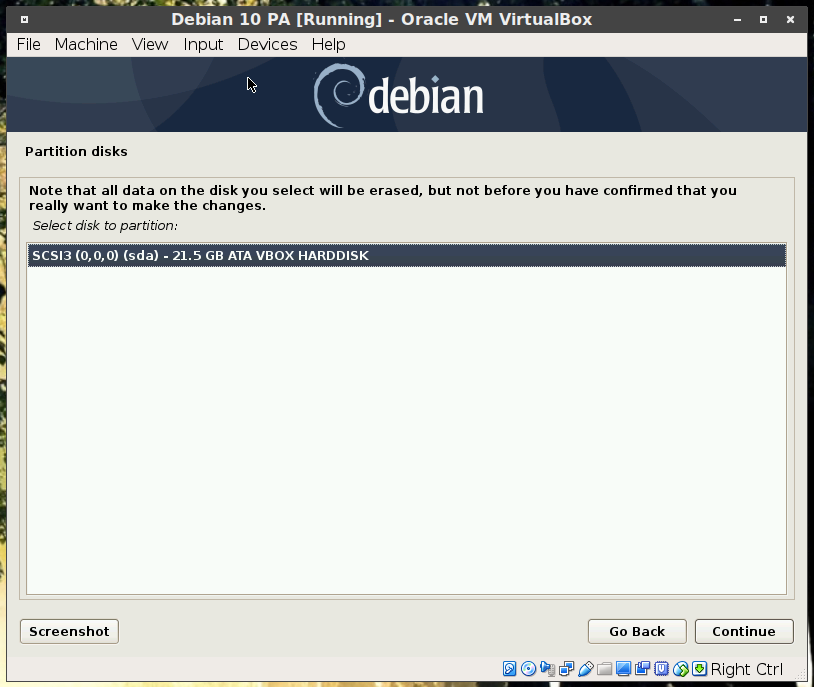 Debian 10 PA [Running] - Oracle VM VirtualBox
File Machine View Input Devices Help
debian
Partition disks
Note that all data on the disk you select will be erased, but not before you have confirmed that you
really want to make the changes.
Select disk to partition:
SCSI3 (0,0,0) (sda) - 21.5 GB ATA VBOX HARDDISK
Screenshot
Go Back
Continue
Right Ctrl